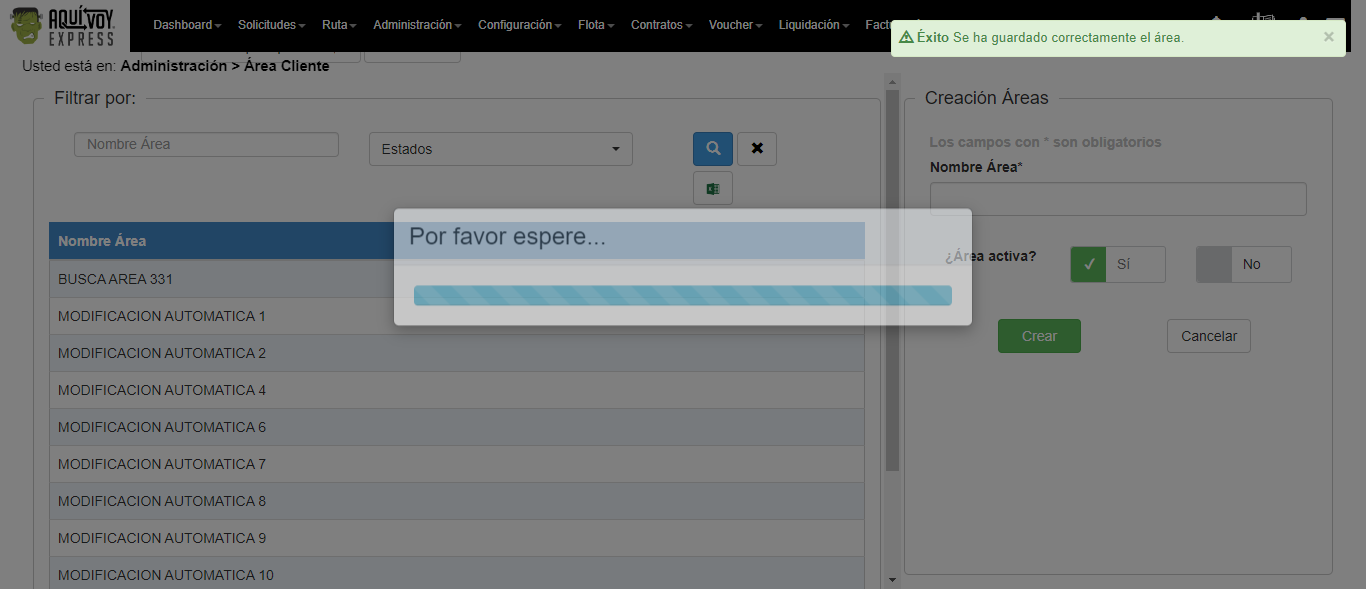 AQUÍ VOY
EXPRESS
Dashboard Solicitudes Ruta Administración Configuración Flota Contratos Voucher Liquidación
Éxito Se ha guardado correctamente el área. ×
Usted está en: Administración > Área Cliente
Filtrar por:
Nombre Área
Estados
Creación Áreas
Los campos con * son obligatorios
Nombre Área*
¿Área activa?
Sí
No
Crear
Cancelar
Por favor espere...
Nombre Área
BUSCA AREA 331
MODIFICACION AUTOMATICA 1
MODIFICACION AUTOMATICA 2
MODIFICACION AUTOMATICA 4
MODIFICACION AUTOMATICA 6
MODIFICACION AUTOMATICA 7
MODIFICACION AUTOMATICA 8
MODIFICACION AUTOMATICA 9
MODIFICACION AUTOMATICA 10